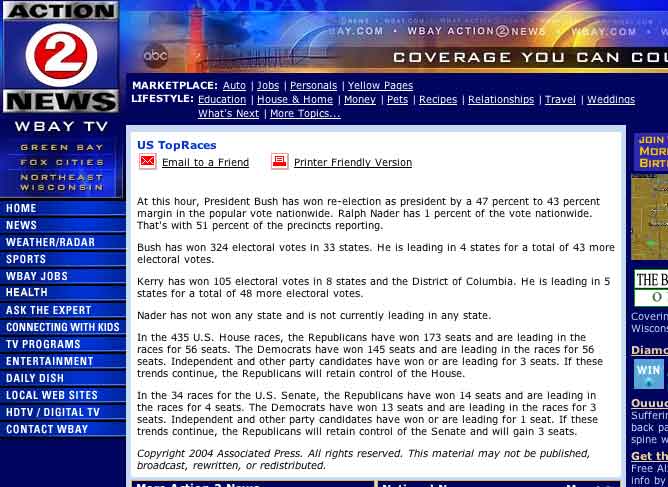 ACTION
2
NEWS
WBAY TV
GREEN BAY
FOX CITIES
NORTHEAST
WISCONSIN
abc
NEWS • WBAY.COM
BAY.COM • WBAY ACTION 2 NEWS • WBAY.COM •
COVERAGE YOU CAN COU
MARKETPLACE: Auto | Jobs | Personals | Yellow Pages
LIFESTYLE: Education | House & Home | Money | Pets | Recipes | Relationships | Travel | Weddings
What's Next | More Topics...
HOME
NEWS
WEATHER/RADAR
SPORTS
WBAY JOBS
HEALTH
ASK THE EXPERT
CONNECTING WITH KIDS
TV PROGRAMS
ENTERTAINMENT
DAILY DISH
LOCAL WEB SITES
HDTV / DIGITAL TV
CONTACT WBAY
US TopRaces
Email to a Friend
Printer Friendly Version
At this hour, President Bush has won re-election as president by a 47 percent to 43 percent
margin in the popular vote nationwide. Ralph Nader has 1 percent of the vote nationwide.
That's with 51 percent of the precincts reporting.
Bush has won 324 electoral votes in 33 states. He is leading in 4 states for a total of 43 more
electoral votes.
Kerry has won 105 electoral votes in 8 states and the District of Columbia. He is leading in 5
states for a total of 48 more electoral votes.
Nader has not won any state and is not currently leading in any state.
In the 435 U.S. House races, the Republicans have won 173 seats and are leading in the
races for 56 seats. The Democrats have won 145 seats and are leading in the races for 56
seats. Independent and other party candidates have won or are leading for 3 seats. If these
trends continue, the Republicans will retain control of the House.
In the 34 races for the U.S. Senate, the Republicans have won 14 seats and are leading in
the races for 4 seats. The Democrats have won 13 seats and are leading in the races for 3
seats. Independent and other party candidates have won or are leading for 1 seat. If these
trends continue, the Republicans will retain control of the Senate and will gain 3 seats.
Copyright 2004 Associated Press. All rights reserved. This material may not be published,
broadcast, rewritten, or redistributed.
JOIN
MOR
BIRT
THE B
O
Coverin
Wiscons
Diamo
WIN
Ouuuc
Sufferin
back pa
spine w
Get th
Free Al
info by
More Action 2 News